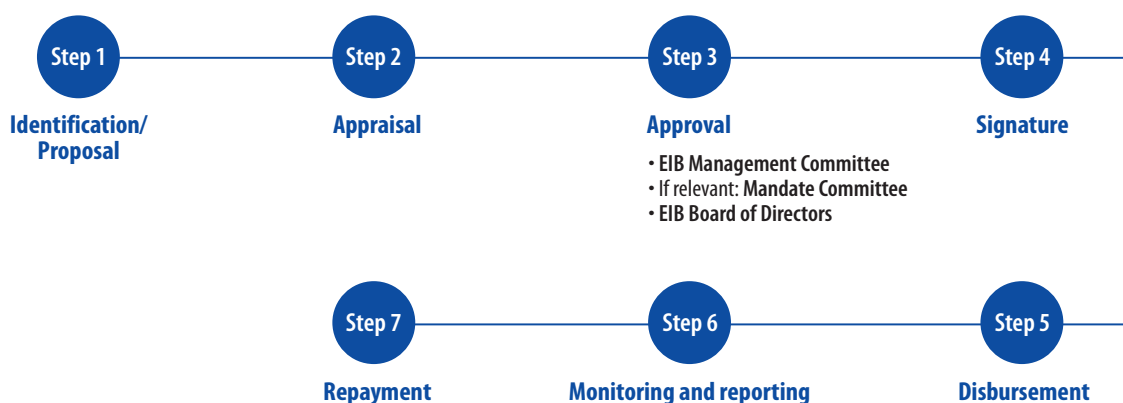 Step 1
Step 2
Step 3
Step 4
Identification/
Proposal
Appraisal
Approval
Signature
• EIB Management Committee
• If relevant: Mandate Committee
• EIB Board of Directors
Step 7
Step 6
Step 5
Repayment
Monitoring and reporting
Disbursement